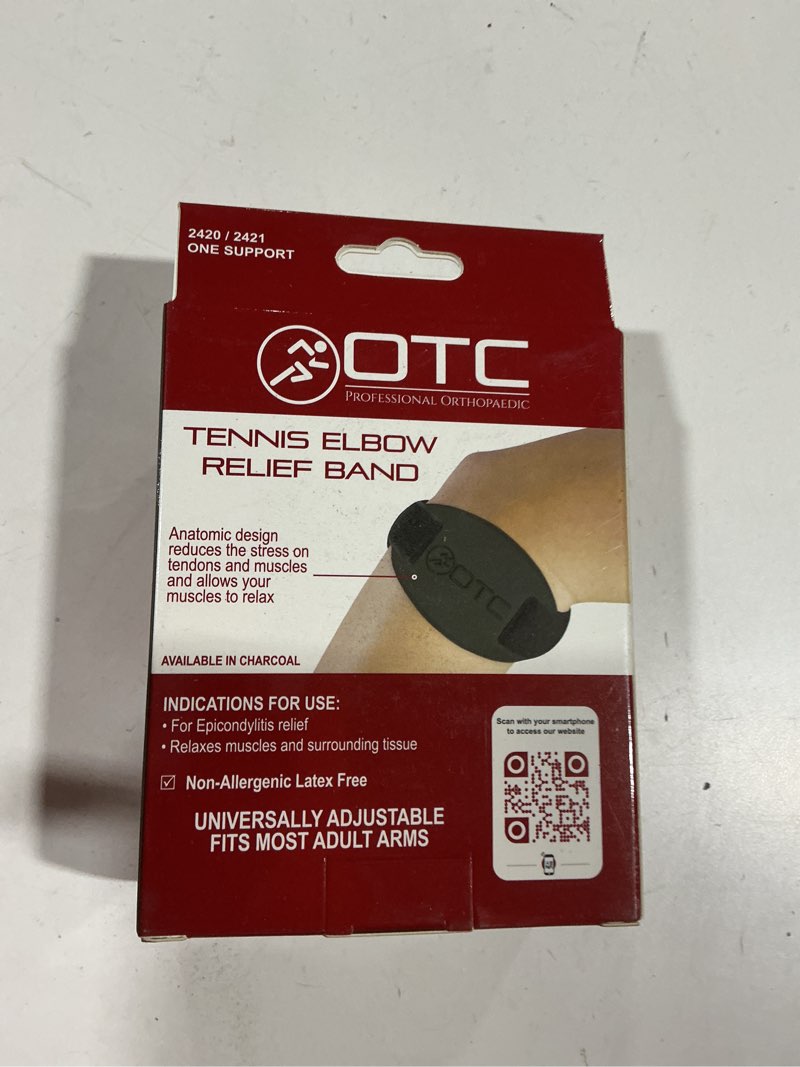 2420 / 2421
ONE SUPPORT
OTC
PROFESSIONAL ORTHOPAEDIC
TENNIS ELBOW
RELIEF BAND
Anatomic design
reduces the stress on
tendons and muscles
and allows your
muscles to relax
OTC
AVAILABLE IN CHARCOAL
INDICATIONS FOR USE:
• For Epicondylitis relief
• Relaxes muscles and surrounding tissue
☑ Non-Allergenic Latex Free
UNIVERSALLY ADJUSTABLE
FITS MOST ADULT ARMS
Scan with your smartphone
to access our website